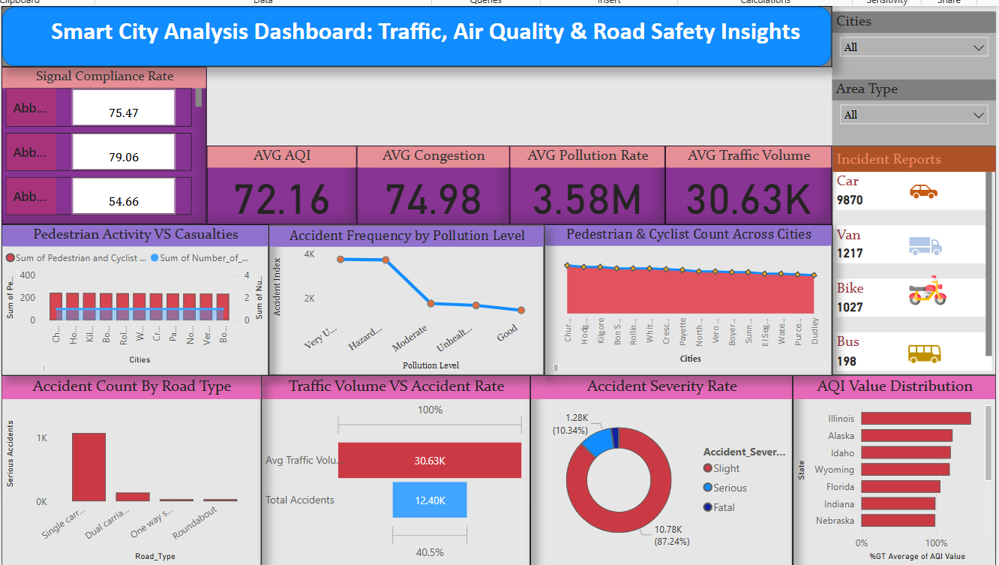 Clipboard
Data
Queries
Insert
Calculations
Sensitivity
Share
Smart City Analysis Dashboard: Traffic, Air Quality & Road Safety Insights
Cities
All
Area Type
All
Signal Compliance Rate
Abb...
75.47
Abb...
79.06
Abb...
54.66
AVG AQI
72.16
AVG Congestion
74.98
AVG Pollution Rate
3.58M
AVG Traffic Volume
30.63K
Incident Reports
Car
9870
Van
1217
Bike
1027
Bus
198
Pedestrian Activity VS Casualties
Sum of Pedestrian and Cyclist ...
Sum of Number_of_...
Sum of Pe...
400
200
0
4
2
0
Sum of Nu...
Ch...
Ho...
Kil...
Bo...
Rol...
W...
Cr...
Pa...
No...
Ver...
Bo...
Cities
Accident Frequency by Pollution Level
Accident Index
4K
2K
Very U...
Hazard...
Moderate
Unhealt...
Good
Pollution Level
Pedestrian & Cyclist Count Across Cities
Chur...
Hodg...
Kilgore
Bon S...
Rollin...
Whit...
Cresc...
Payette
North ...
Vero ...
Boyer...
Sunn...
El Seg...
Wate...
Purce...
Dudley
Cities
Accident Count By Road Type
Serious Accidents
1K
0K
Single carr...
Dual carria...
One way s...
Roundabout
Road_Type
Traffic Volume VS Accident Rate
100%
Avg Traffic Volu...
30.63K
Total Accidents
12.40K
40.5%
Accident Severity Rate
1.28K
(10.34%)
10.78K
(87.24%)
Accident_Sever...
Slight
Serious
Fatal
AQI Value Distribution
State
Illinois
Alaska
Idaho
Wyoming
Florida
Indiana
Nebraska
0%
100%
%GT Average of AQI Value